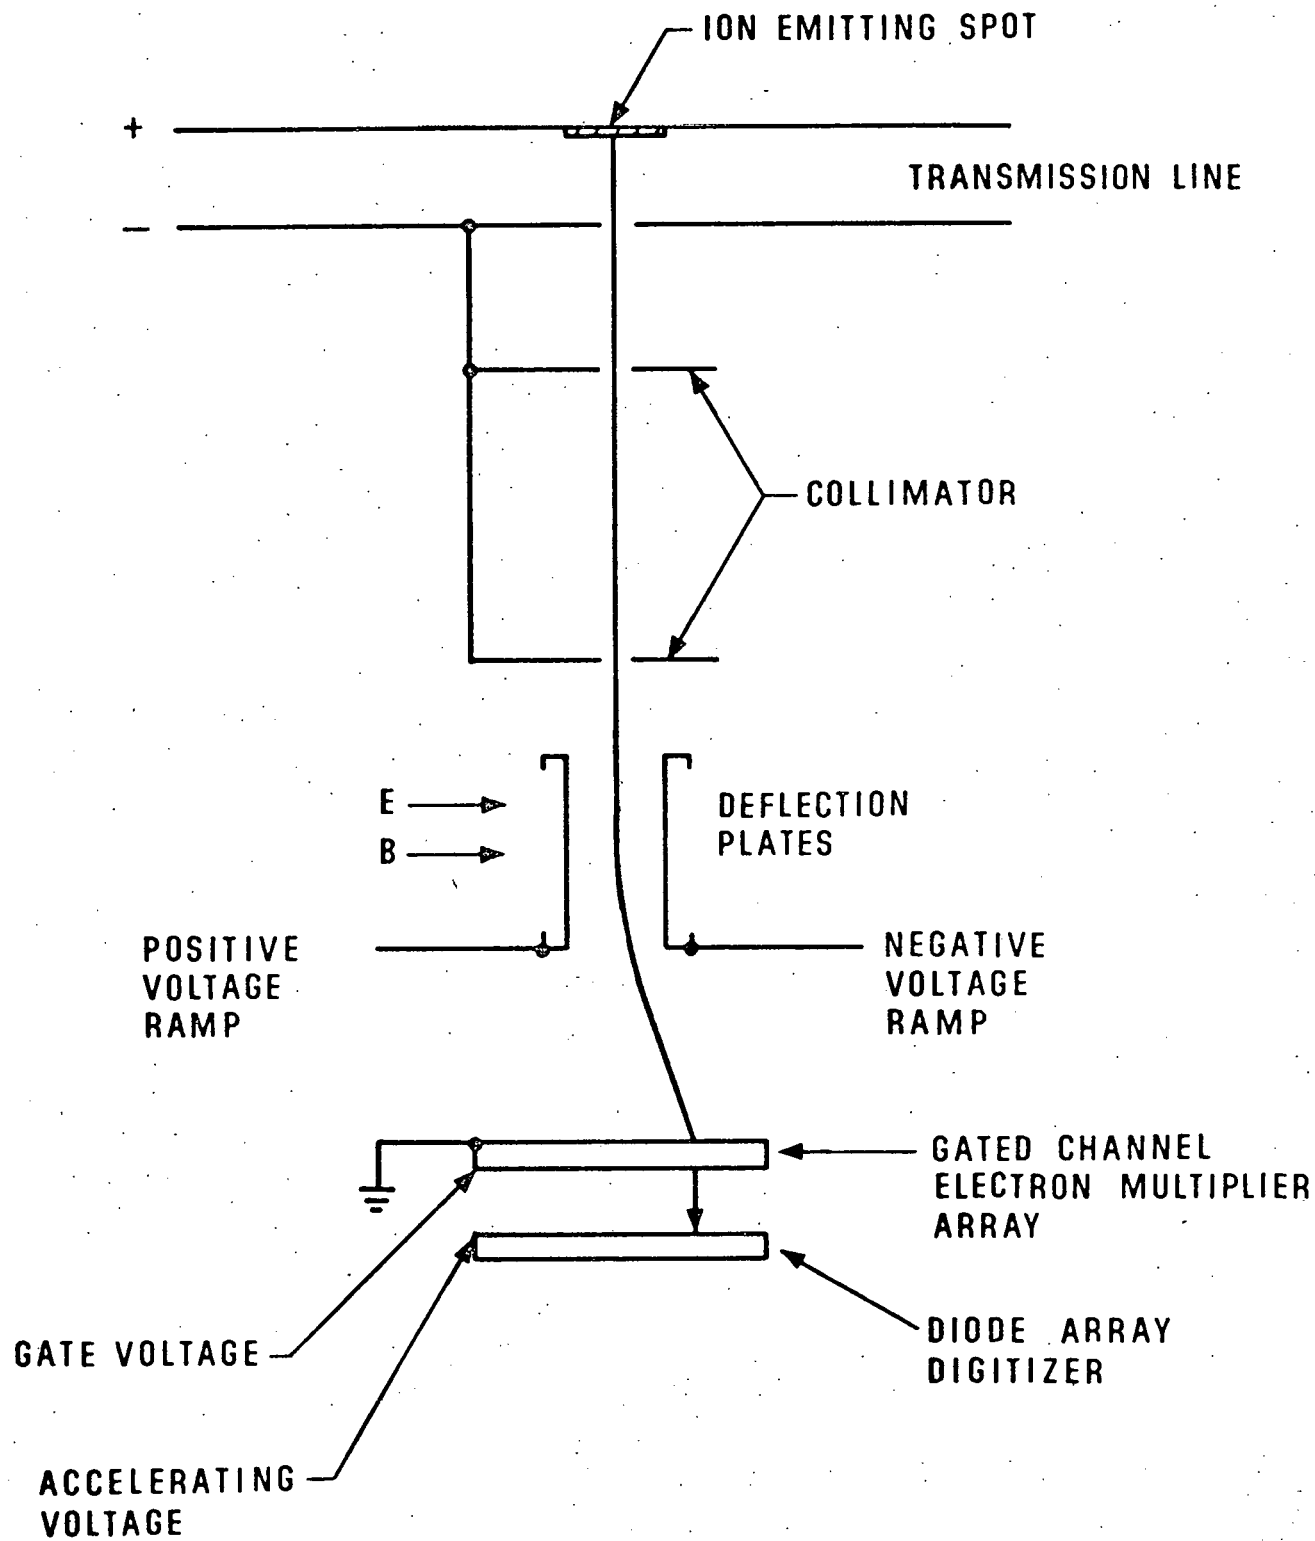 ION EMITTING SPOT
+
TRANSMISSION LINE
—
COLLIMATOR
E
B
DEFLECTION
PLATES
POSITIVE
VOLTAGE
RAMP
NEGATIVE
VOLTAGE
RAMP
GATED CHANNEL
ELECTRON MULTIPLIER
ARRAY
DIODE ARRAY
DIGITIZER
GATE VOLTAGE
ACCELERATING
VOLTAGE